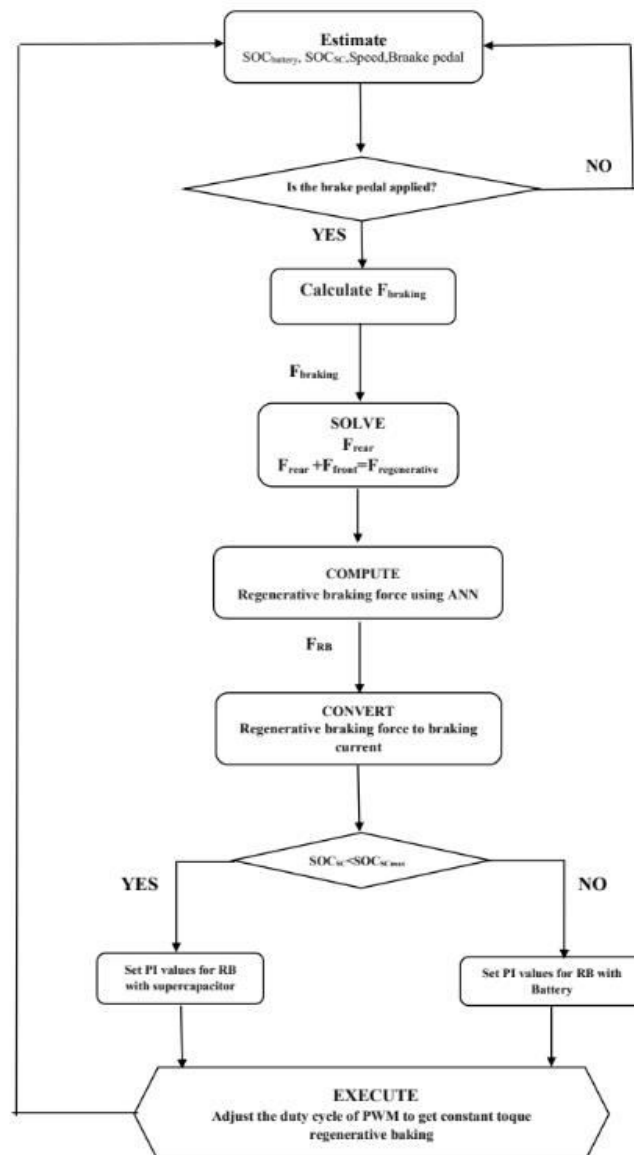 Estimate
SOCbattery, SOCSC,Speed,Braake pedal
Is the brake pedal applied?
NO
YES
Calculate Fbraking
Fbraking
SOLVE
Frear
Frear +Ffront=Fregenerative
COMPUTE
Regenerative braking force using ANN
FRB
CONVERT
Regenerative braking force to braking
current
SOCSC<SOCSCmax
YES
NO
Set PI values for RB
with supercapacitor
Set PI values for RB with
Battery
EXECUTE
Adjust the duty cycle of PWM to get constant toque
regenerative baking